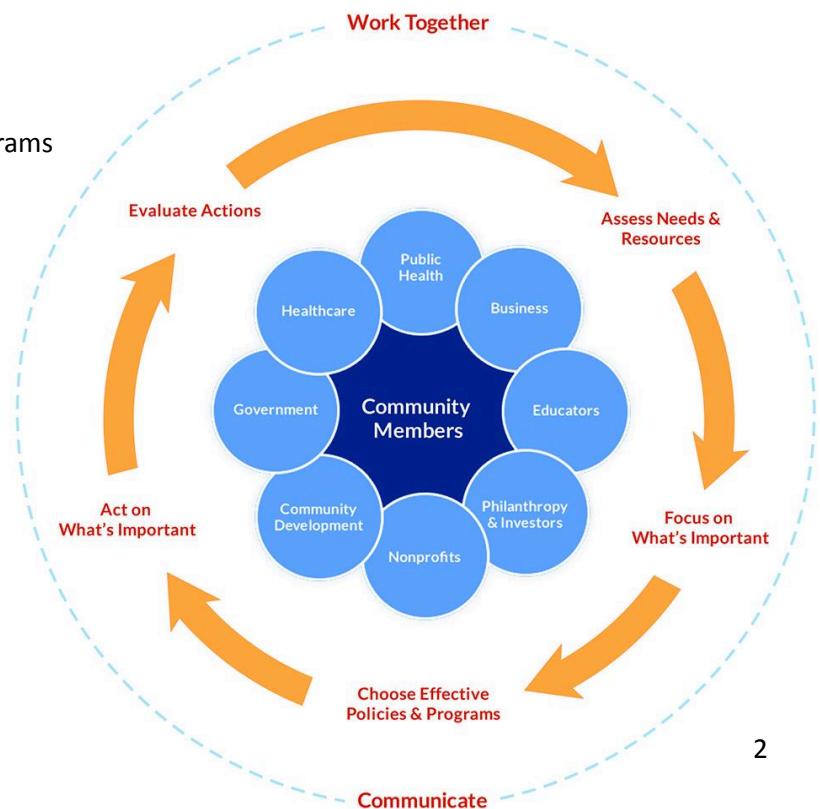 Work Together
rams
Evaluate Actions
Assess Needs &
Resources
Public
Health
Healthcare
Business
Government
Community
Members
Educators
Community
Development
Philanthropy
& Investors
Nonprofits
Act on
What's Important
Focus on
What's Important
Choose Effective
Policies & Programs
2
Communicate